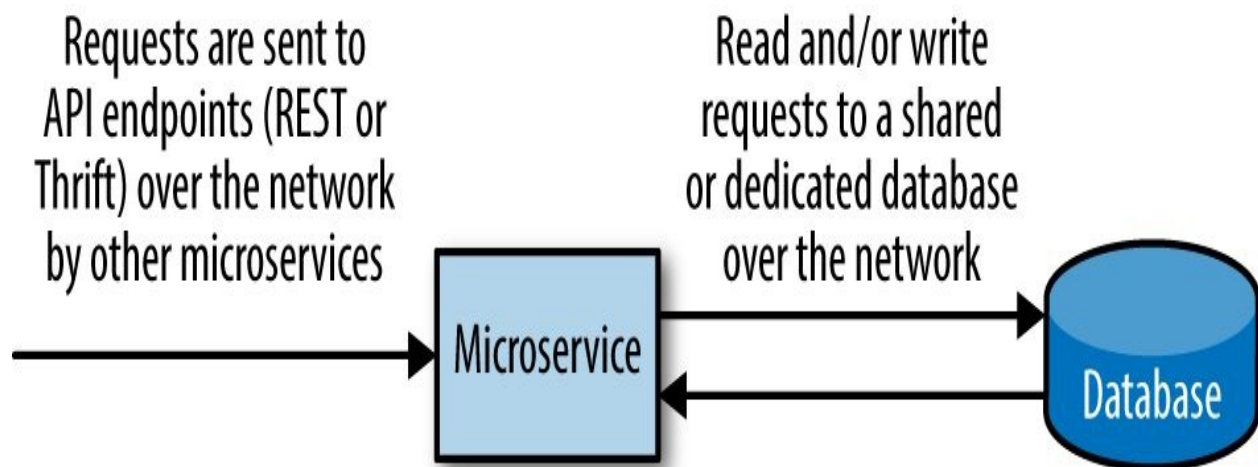 Requests are sent to
API endpoints (REST or
Thrift) over the network
by other microservices
Read and/or write
requests to a shared
or dedicated database
over the network
Microservice
Database